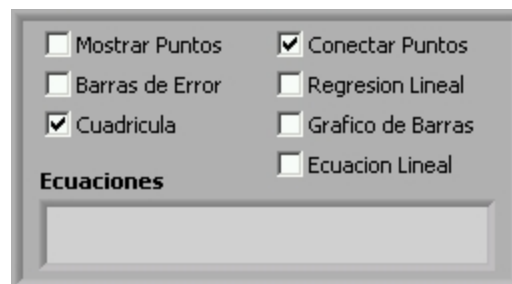 Mostrar Puntos
Conectar Puntos
Barras de Error
Regresion Lineal
Cuadricula
Grafico de Barras
Ecuacion Lineal
Ecuaciones